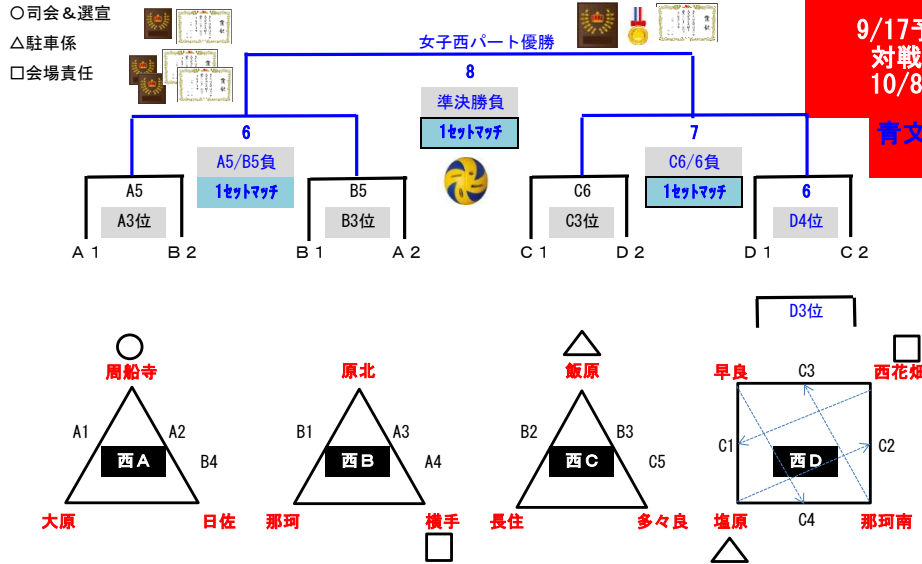 ○司会&選宣
△駐車係
□会場責任
女子西パート優勝
8
準決勝負
1セットマッチ
9/17予
対戦
10/8
青文
6
A5/B5負
1セットマッチ
7
C6/6負
1セットマッチ
A5
A3位
B5
B3位
C6
C3位
6
D4位
A1
B2
B1
A2
C1
D2
D1
C2
D3位
周船寺
原北
飯原
早良
C3
西花畑
A1
A2
西A
B4
B1
A3
西B
A4
B2
B3
西C
C5
C1
西D
C2
大原
日佐
那珂
横手
長住
多々良
塩原
C4
那珂南